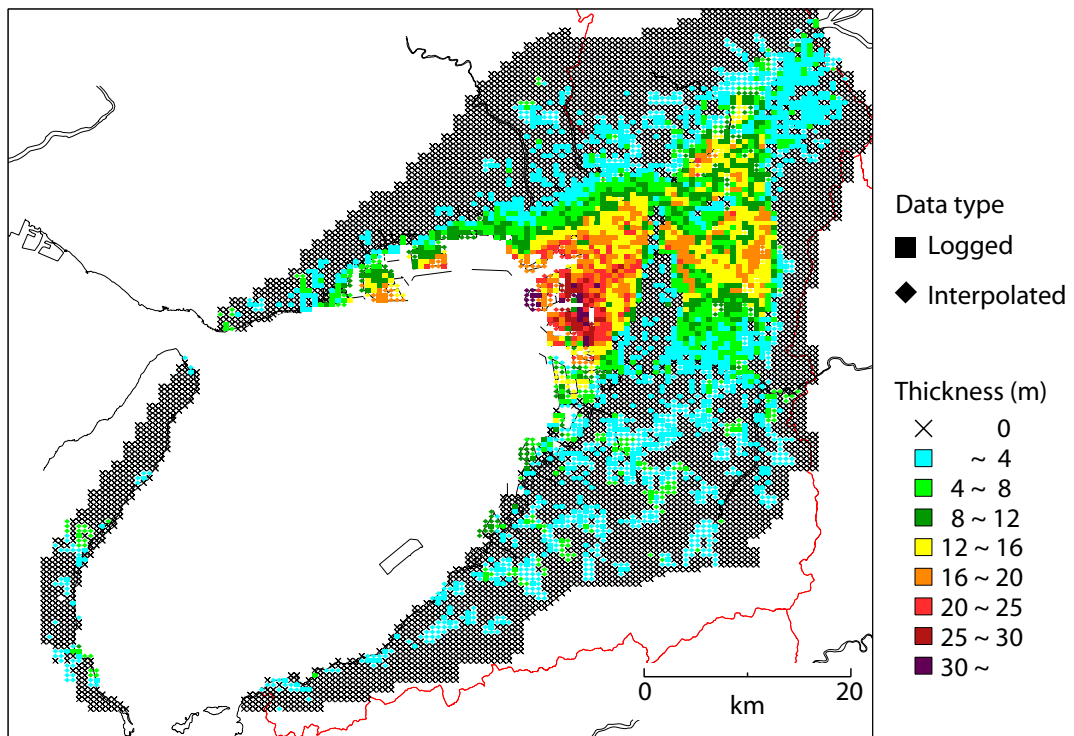 Data type
Logged
Interpolated
Thickness (m)
0
~ 4
4 ~ 8
8 ~ 12
12 ~ 16
16 ~ 20
20 ~ 25
25 ~ 30
30 ~
0 20
km